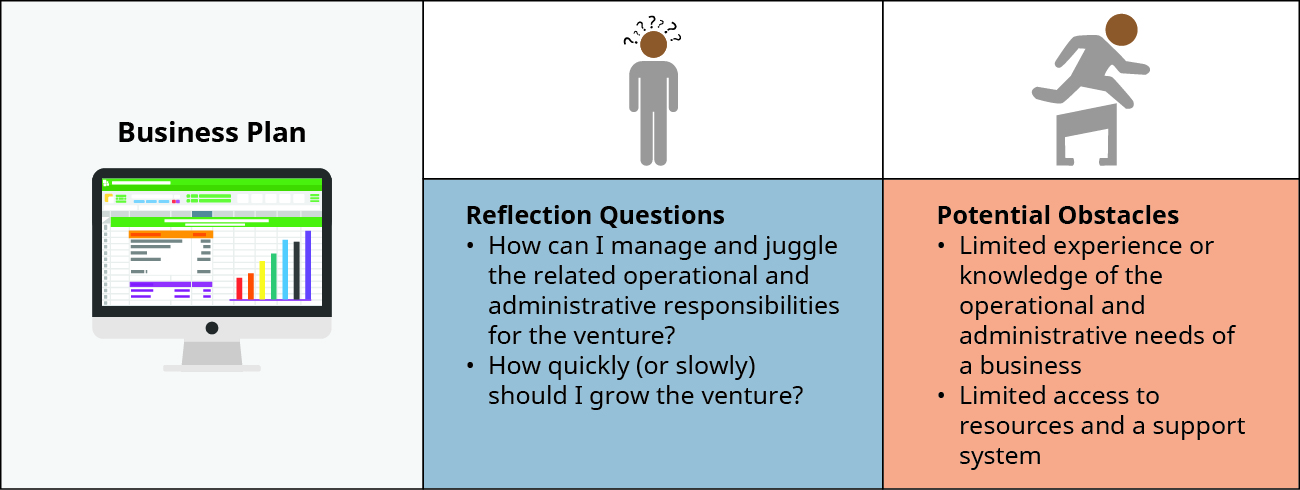 Business Plan
? ? ? ? ? ? ?
Reflection Questions
• How can I manage and juggle
the related operational and
administrative responsibilities
for the venture?
• How quickly (or slowly)
should I grow the venture?
Potential Obstacles
• Limited experience or
knowledge of the
operational and
administrative needs of
a business
• Limited access to
resources and a support
system